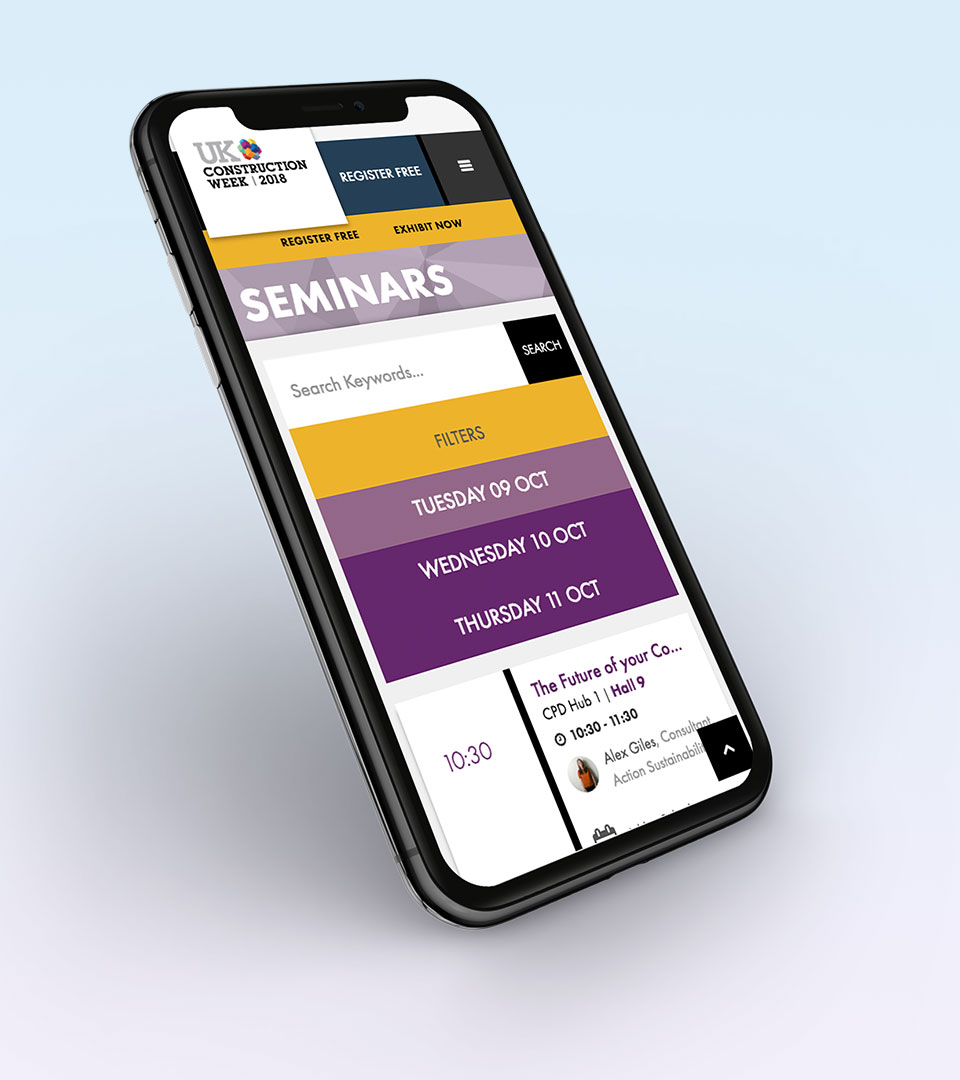 UK
CONSTRUCTION
WEEK | 2018
REGISTER FREE
REGISTER FREE
EXHIBIT NOW
SEMINARS
Search Keywords...
SEARCH
FILTERS
TUESDAY 09 OCT
WEDNESDAY 10 OCT
THURSDAY 11 OCT
10:30
The Future of your Co...
CPD Hub 1 | Hall 9
10:30 - 11:30
Alex Giles, Consultant
Action Sustainabili